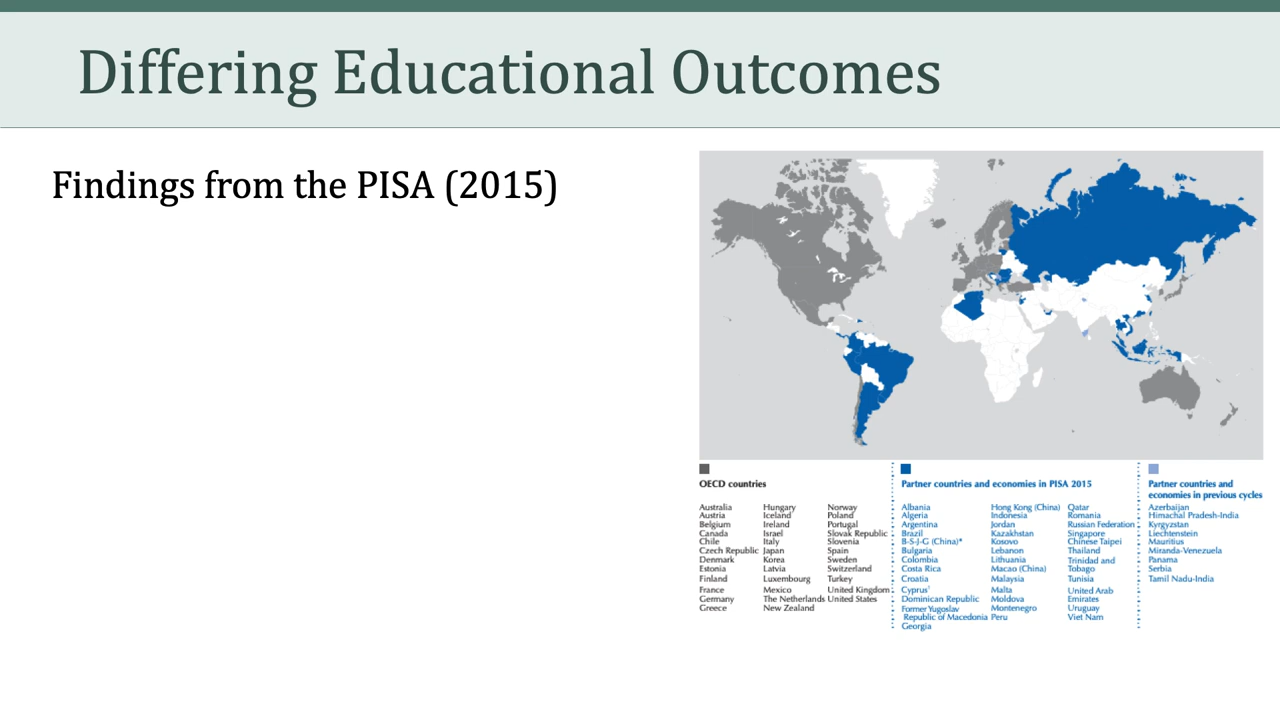 Differing Educational Outcomes
Findings from the PISA (2015)
OECD countries
Australia
Austria
Belgium
Canada
Chile
Czech Republic
Denmark
Estonia
Finland
France
Germany
Greece
Hungary
Iceland
Ireland
Israel
Italy
Japan
Korea
Latvia
Luxembourg
Mexico
The Netherlands
New Zealand
Norway
Poland
Portugal
Slovak Republic
Slovenia
Spain
Sweden
Switzerland
Turkey
United Kingdom
United States
Partner countries and economies in PISA 2015
Albania
Algeria
Argentina
Brazil
B-S-J-G (China)*
Bulgaria
Colombia
Costa Rica
Croatia
Cyprus¹
Dominican Republic
Former Yugoslav
Republic of Macedonia
Georgia
Hong Kong (China)
Indonesia
Jordan
Kazakhstan
Kosovo
Lebanon
Lithuania
Macao (China)
Malaysia
Malta
Moldova
Montenegro
Peru
Qatar
Romania
Russian Federation
Singapore
Chinese Taipei
Thailand
Trinidad and
Tobago
Tunisia
United Arab
Emirates
Uruguay
Viet Nam
Partner countries and
economies in previous cycles
Azerbaijan
Himachal Pradesh-India
Kyrgyzstan
Liechtenstein
Mauritius
Miranda-Venezuela
Panama
Serbia
Tamil Nadu-India